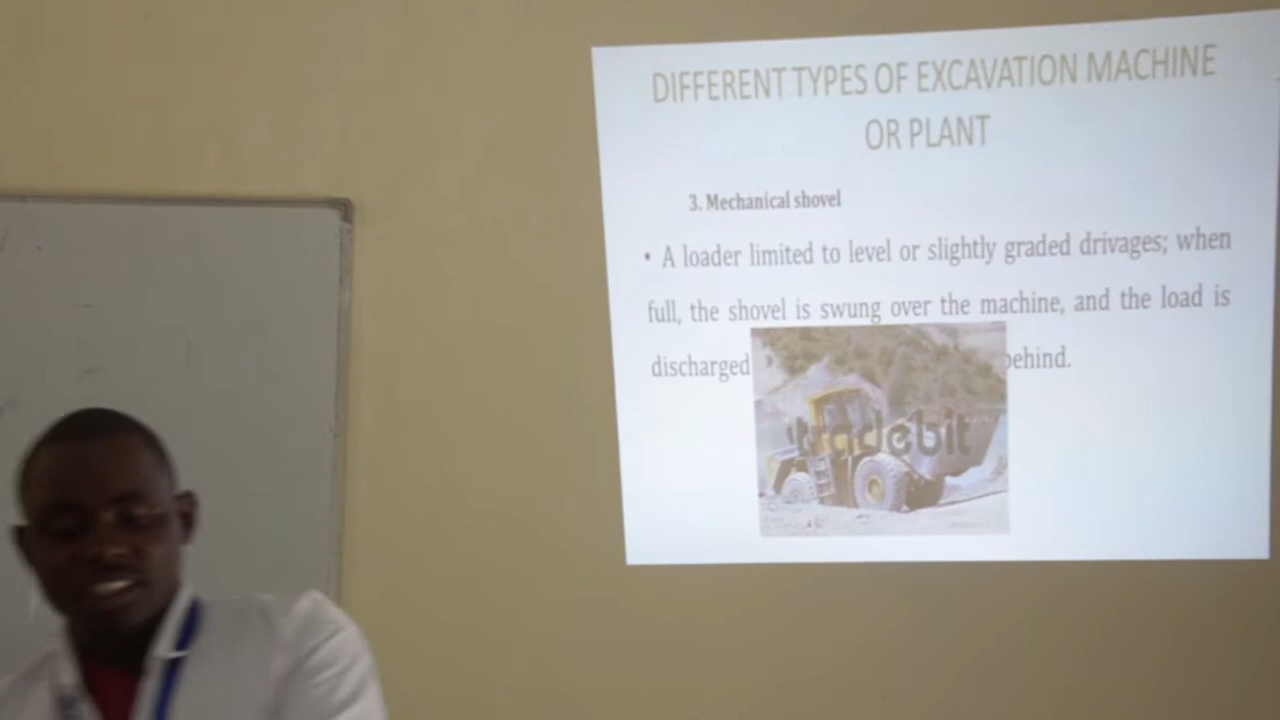 DIFFERENT TYPES OF EXCAVATION MACHINE
OR PLANT
3. Mechanical shovel
• A loader limited to level or slightly graded drivages; when
full, the shovel is swung over the machine, and the load is
discharged behind.
tradebit